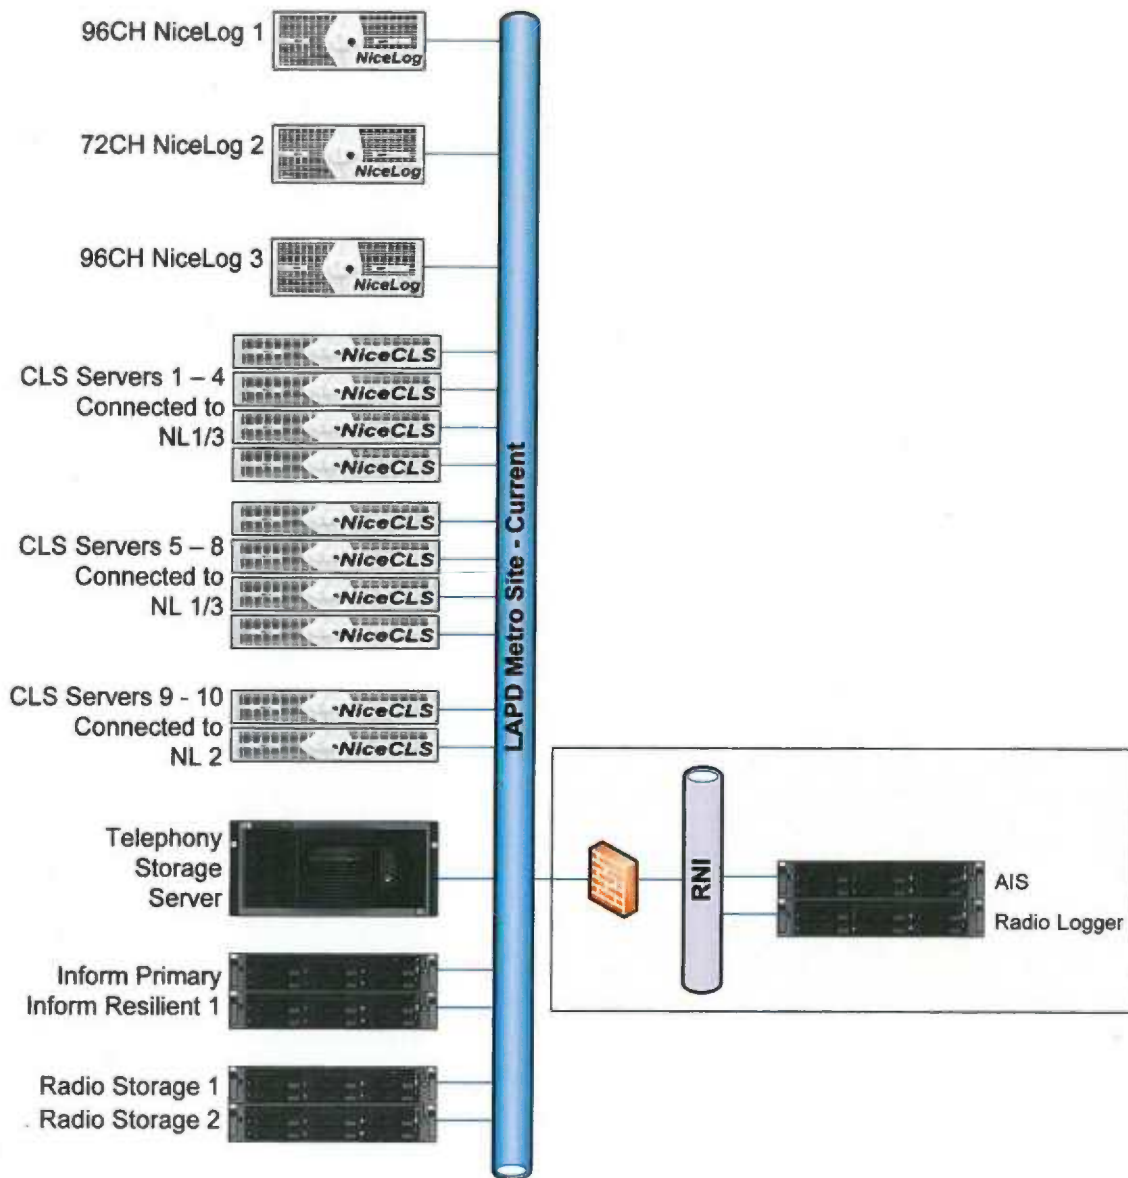 96CH NiceLog 1
NiceLog
72CH NiceLog 2
NiceLog
96CH NiceLog 3
NiceLog
NiceCLS
CLS Servers 1 – 4
Connected to
NL1/3
NiceCLS
NiceCLS
NiceCLS
LAPD Metro Site - Current
NiceCLS
CLS Servers 5 – 8
Connected to
NL 1/3
NiceCLS
NiceCLS
NiceCLS
CLS Servers 9 - 10
Connected to
NL 2
NiceCLS
NiceCLS
Telephony
Storage
Server
RNI
AIS
Radio Logger
Inform Primary
Inform Resilient 1
Radio Storage 1
Radio Storage 2